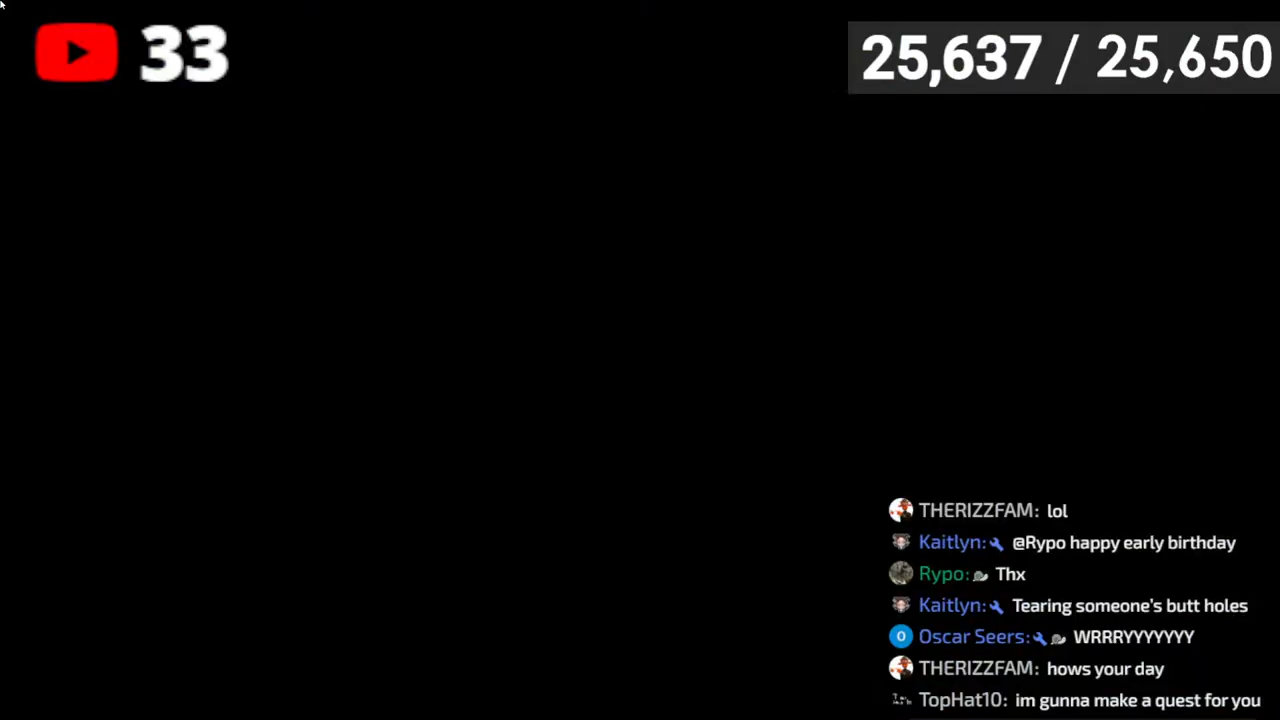 33
25,637 / 25,650
THERIZZFAM: lol
Kaitlyn: @Rypo happy early birthday
Rypo: Thx
Kaitlyn: Tearing someone's butt holes
Oscar Seers: WRRRYYYYYYY
THERIZZFAM: hows your day
TopHat10: im gunna make a quest for you